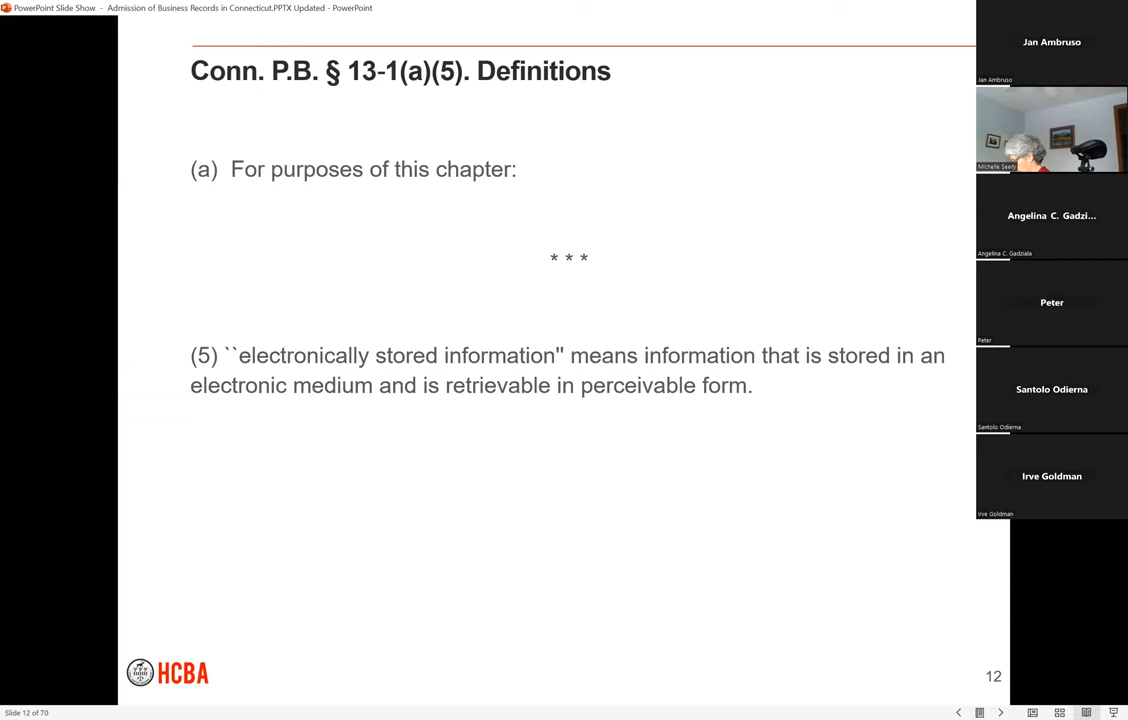 PowerPoint Slide Show - Admission of Business Records in Connecticut.PPTX Updated - PowerPoint
Conn. P.B. § 13-1(a)(5). Definitions
(a) For purposes of this chapter:
* * *
(5) ``electronically stored information'' means information that is stored in an
electronic medium and is retrievable in perceivable form.
HCBA
12
Jan Ambruso
Jan Ambruso
Michelle Seery
Angelina C. Gadzi...
Angelina C. Gadziala
Peter
Peter
Santolo Odierna
Santolo Odierna
Irve Goldman
Irve Goldman
Slide 12 of 70